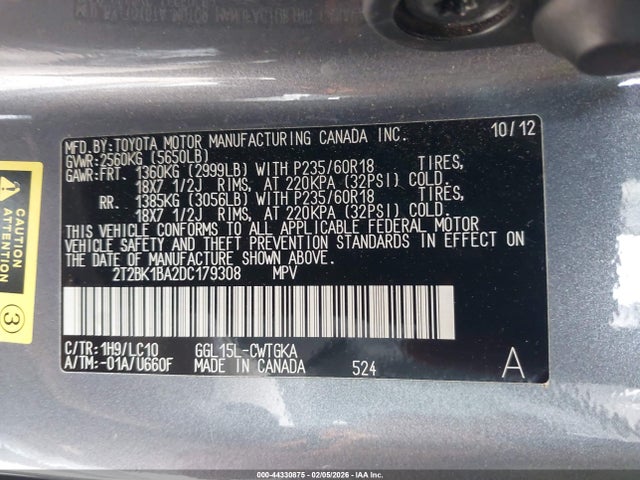 MFD.BY:TOYOTA MOTOR MANUFACTURING CANADA INC. 10/12
GVWR:2560KG (5650LB)
GAWR:FRT. 1360KG (2999LB) WITH P235/60R18 TIRES,
18X7 1/2J RIMS, AT 220KPA (32PSI) COLD.
RR. 1385KG (3056LB) WITH P235/60R18 TIRES,
18X7 1/2J RIMS, AT 220KPA (32PSI) COLD.
THIS VEHICLE CONFORMS TO ALL APPLICABLE FEDERAL MOTOR
VEHICLE SAFETY AND THEFT PREVENTION STANDARDS IN EFFECT ON
THE DATE OF MANUFACTURE SHOWN ABOVE.
2T2BK1BA2DC179308 MPV
C/TR:1H9/LC10 GGL15L-CWTGKA
A/TM:-01A/U660F MADE IN CANADA 524 A
CAUTION
3
000-44330875 - 02/05/2026 - IAA Inc.